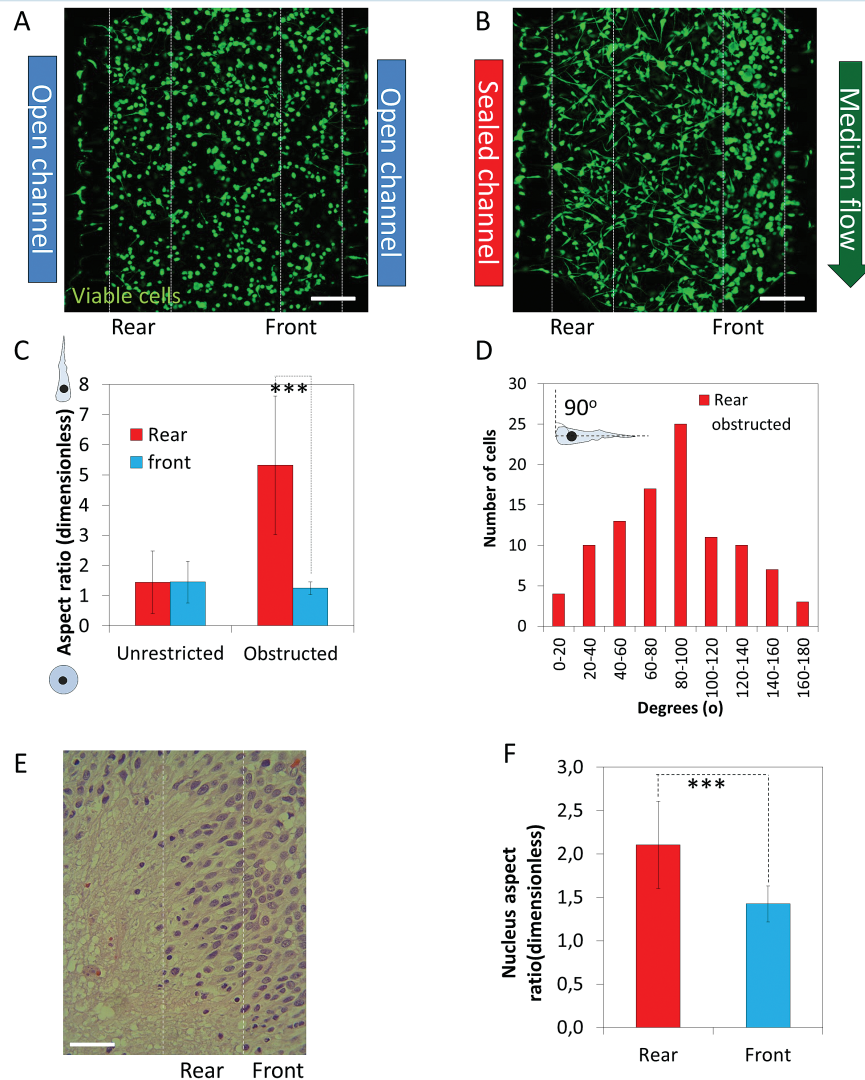 A
Open channel
Open channel
Viable cells
Rear
Front
B
Sealed channel
Medium flow
Rear
Front
C
Aspect ratio (dimensionless)
8
7
6
5
4
3
2
1
0
***
Rear
front
Unrestricted
Obstructed
D
Number of cells
30
25
20
15
10
5
0
90o
Rear
obstructed
0-20
20-40
40-60
60-80
80-100
100-120
120-140
140-160
160-180
Degrees (o)
E
Rear
Front
F
Nucleus aspect
ratio(dimensionless)
3,0
2,5
2,0
1,5
1,0
0,5
0,0
***
Rear
Front